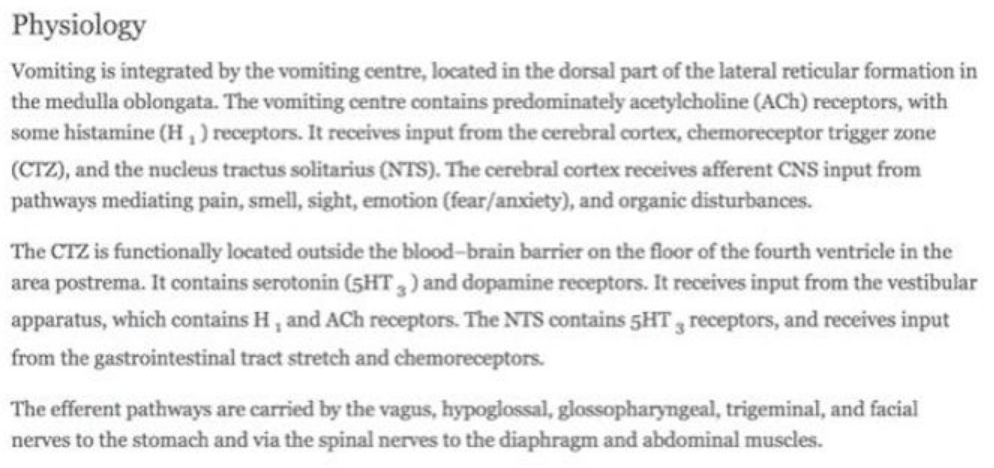 Physiology
Vomiting is integrated by the vomiting centre, located in the dorsal part of the lateral reticular formation in
the medulla oblongata. The vomiting centre contains predominately acetylcholine (ACh) receptors, with
some histamine (H ₁ ) receptors. It receives input from the cerebral cortex, chemoreceptor trigger zone
(CTZ), and the nucleus tractus solitarius (NTS). The cerebral cortex receives afferent CNS input from
pathways mediating pain, smell, sight, emotion (fear/anxiety), and organic disturbances.
The CTZ is functionally located outside the blood–brain barrier on the floor of the fourth ventricle in the
area postrema. It contains serotonin (5HT ₃ ) and dopamine receptors. It receives input from the vestibular
apparatus, which contains H ₁ and ACh receptors. The NTS contains 5HT ₃ receptors, and receives input
from the gastrointestinal tract stretch and chemoreceptors.
The efferent pathways are carried by the vagus, hypoglossal, glossopharyngeal, trigeminal, and facial
nerves to the stomach and via the spinal nerves to the diaphragm and abdominal muscles.